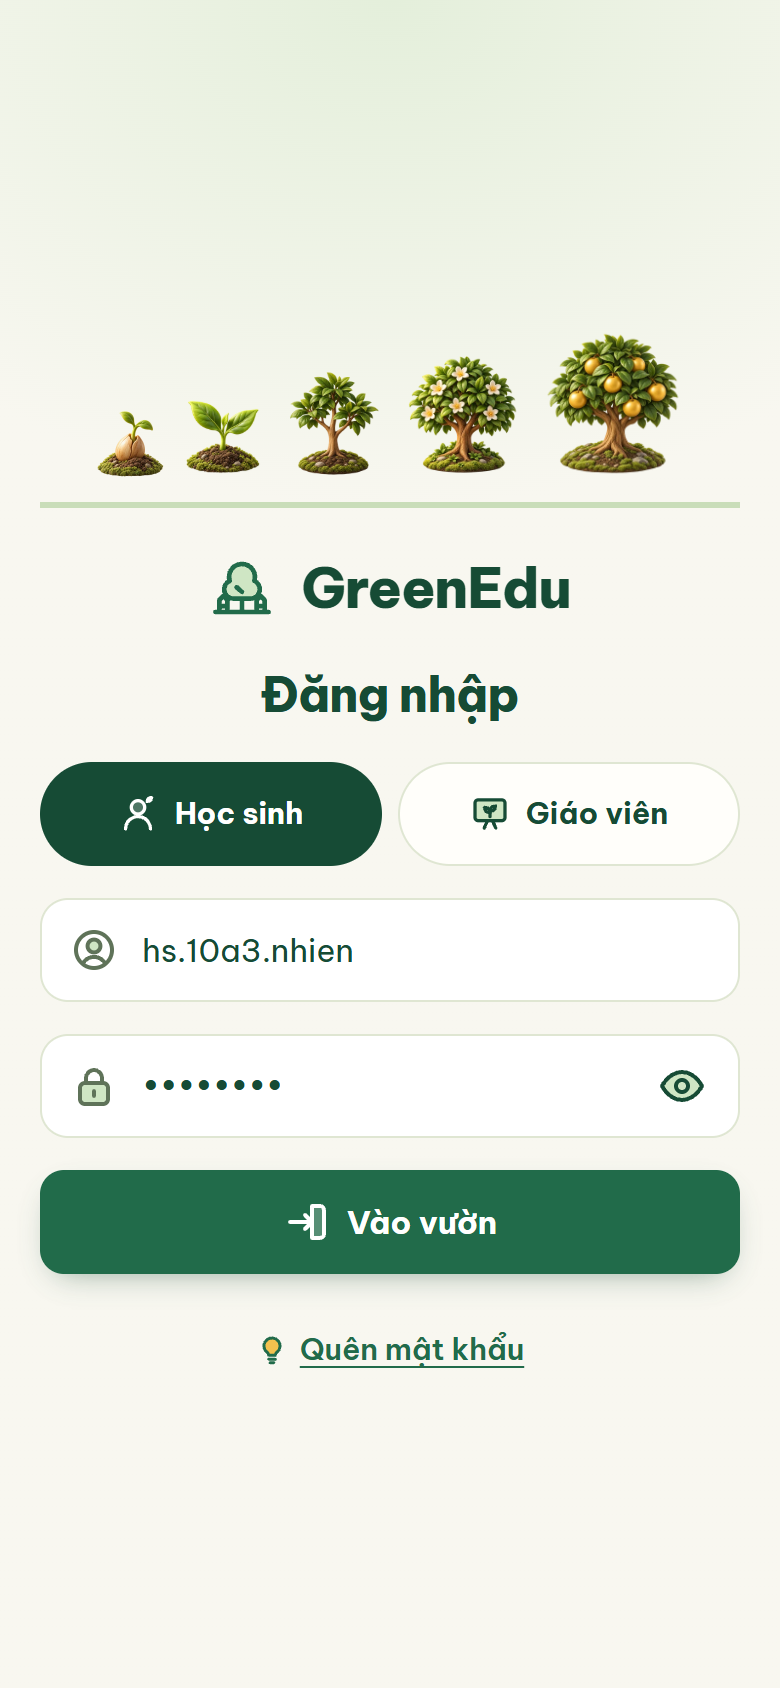 GreenEdu
Đăng nhập
Học sinh
Giáo viên
hs.10a3.nhien
••••••••
Vào vườn
Quên mật khẩu